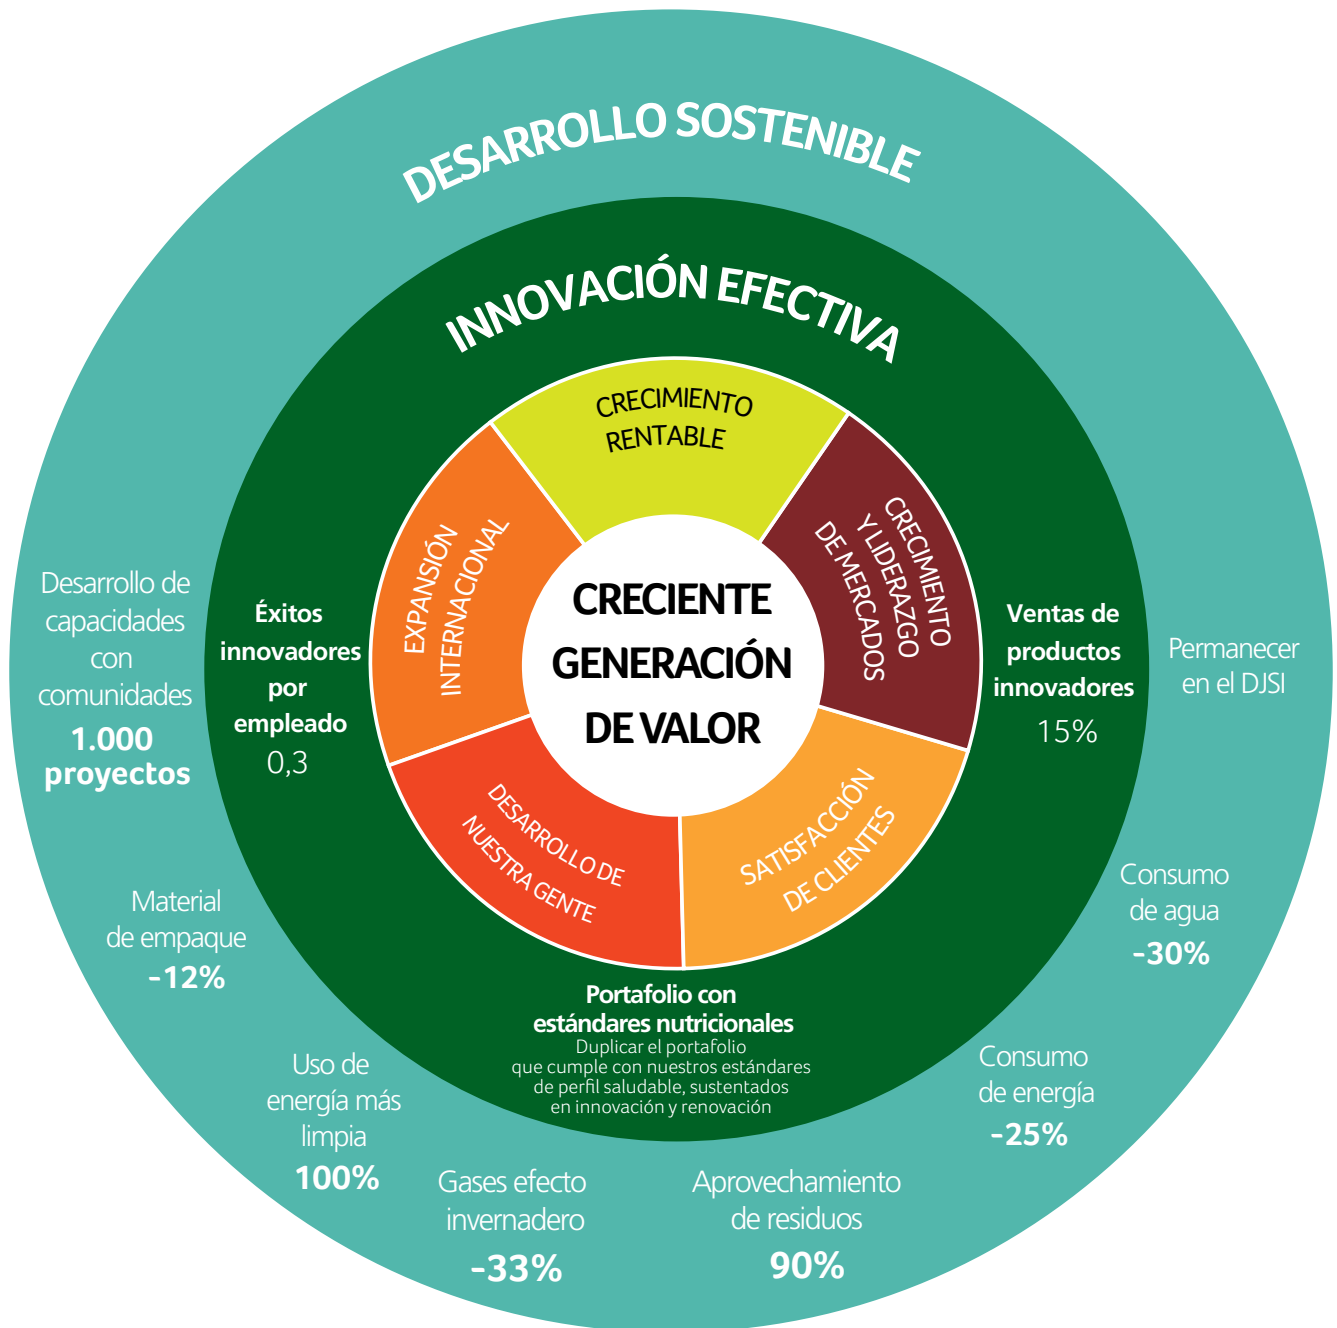 DESARROLLO SOSTENIBLE
INNOVACIÓN EFECTIVA
CRECIMIENTO
RENTABLE
EXPANSIÓN
INTERNACIONAL
CRECIMIENTO
Y LIDERAZGO
DE MERCADOS
CRECIENTE
GENERACIÓN
DE VALOR
DESARROLLO DE
NUESTRA GENTE
SATISFACCIÓN
DE CLIENTES
Éxitos
innovadores
por
empleado
0,3
Ventas de
productos
innovadores
15%
Portafolio con
estándares nutricionales
Duplicar el portafolio
que cumple con nuestros estándares
de perfil saludable, sustentados
en innovación y renovación
Desarrollo de
capacidades
con
comunidades
1.000
proyectos
Permanecer
en el DJSI
Material
de empaque
-12%
Consumo
de agua
-30%
Uso de
energía más
limpia
100%
Consumo
de energía
-25%
Gases efecto
invernadero
-33%
Aprovechamiento
de residuos
90%